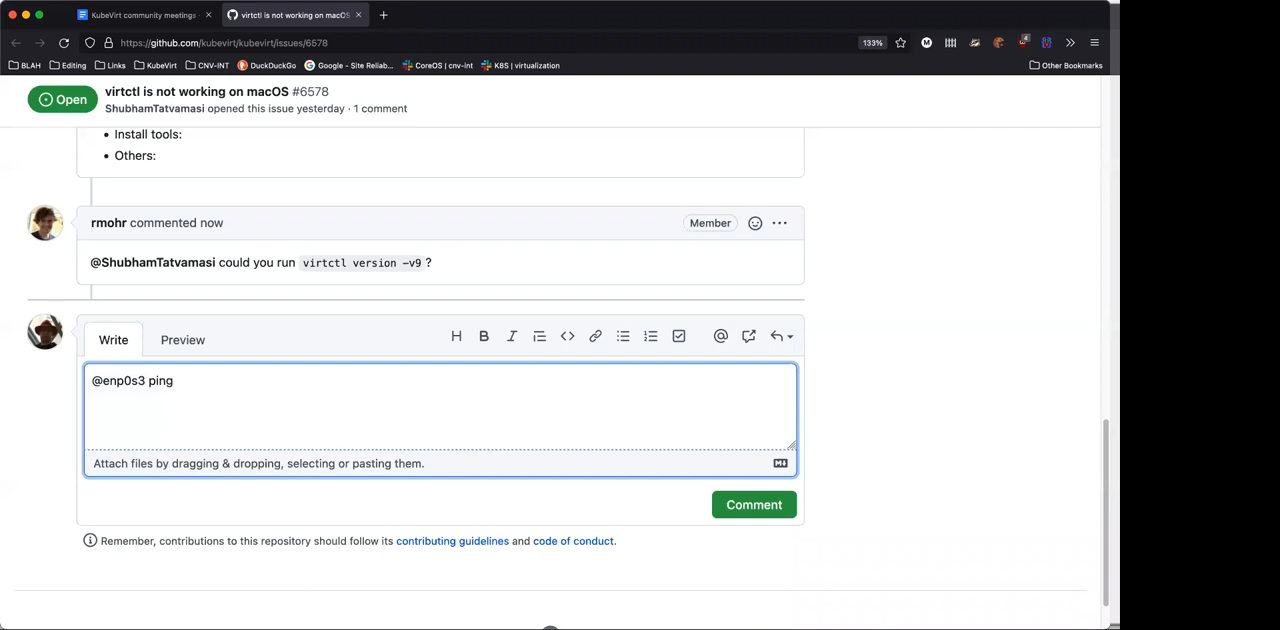 KubeVirt community meetings
virtctl is not working on macOS
https://github.com/kubevirt/kubevirt/issues/6578
133%
4
BLAH
Editing
Links
KubeVirt
CNV-INT
DuckDuckGo
Google - Site Reliab...
CoreOS | cnv-int
K8S | virtualization
Other Bookmarks
Open
virtctl is not working on macOS #6578
ShubhamTatvamasi opened this issue yesterday · 1 comment
• Install tools:
• Others:
rmohr commented now
Member
@ShubhamTatvamasi could you run virtctl version -v9 ?
Write
Preview
@enp0s3 ping
Attach files by dragging & dropping, selecting or pasting them.
Comment
Remember, contributions to this repository should follow its contributing guidelines and code of conduct.